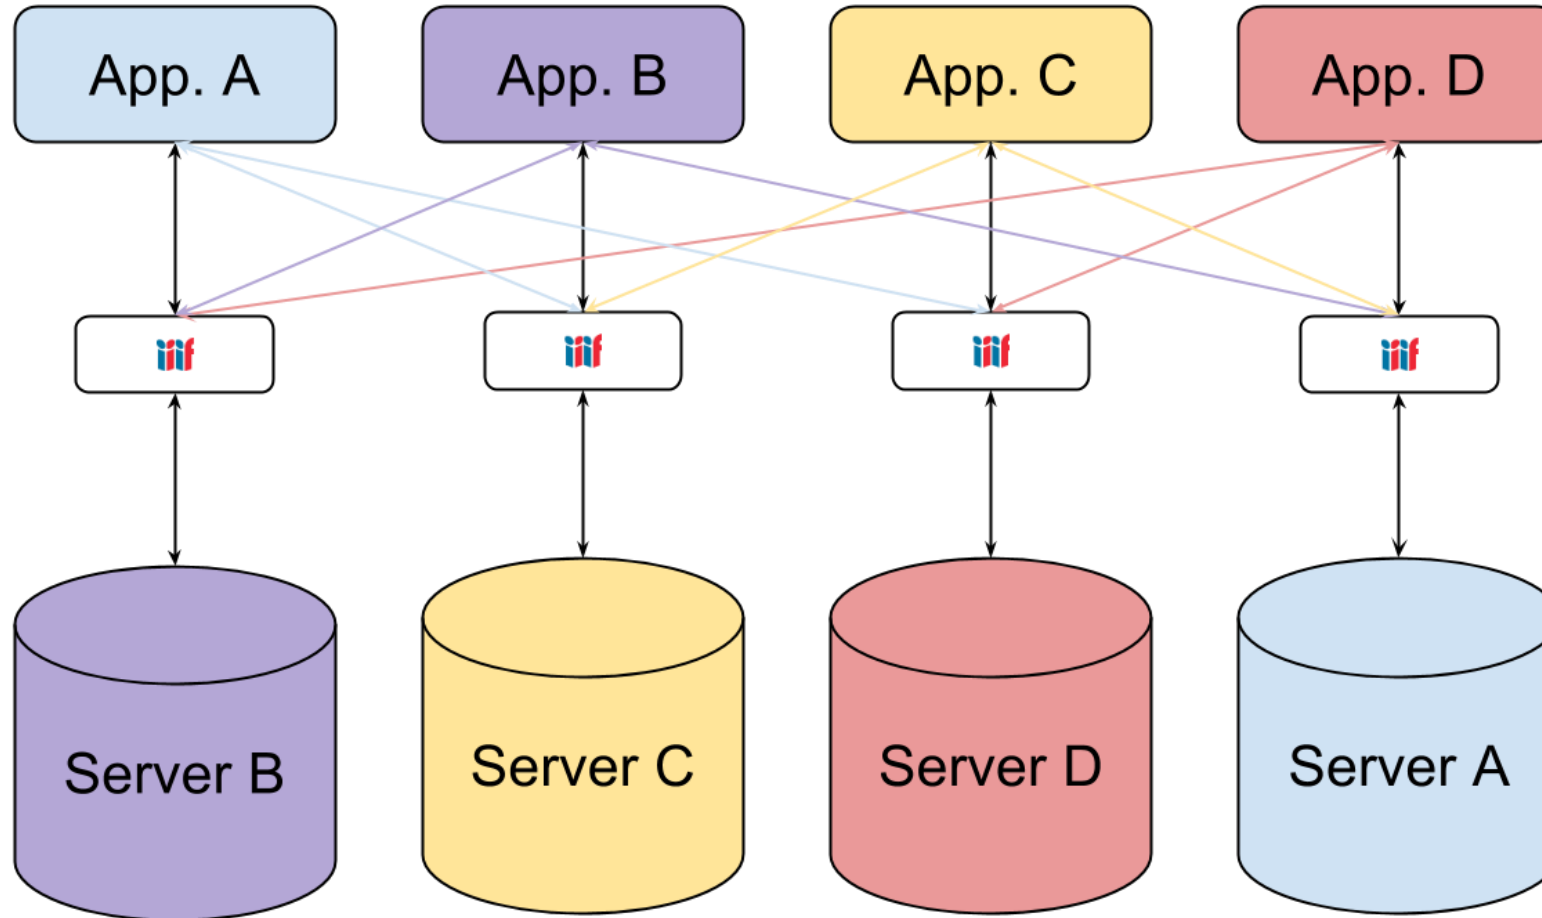 App. A
App. B
App. C
App. D
iiif
iiif
iiif
iiif
Server B
Server C
Server D
Server A